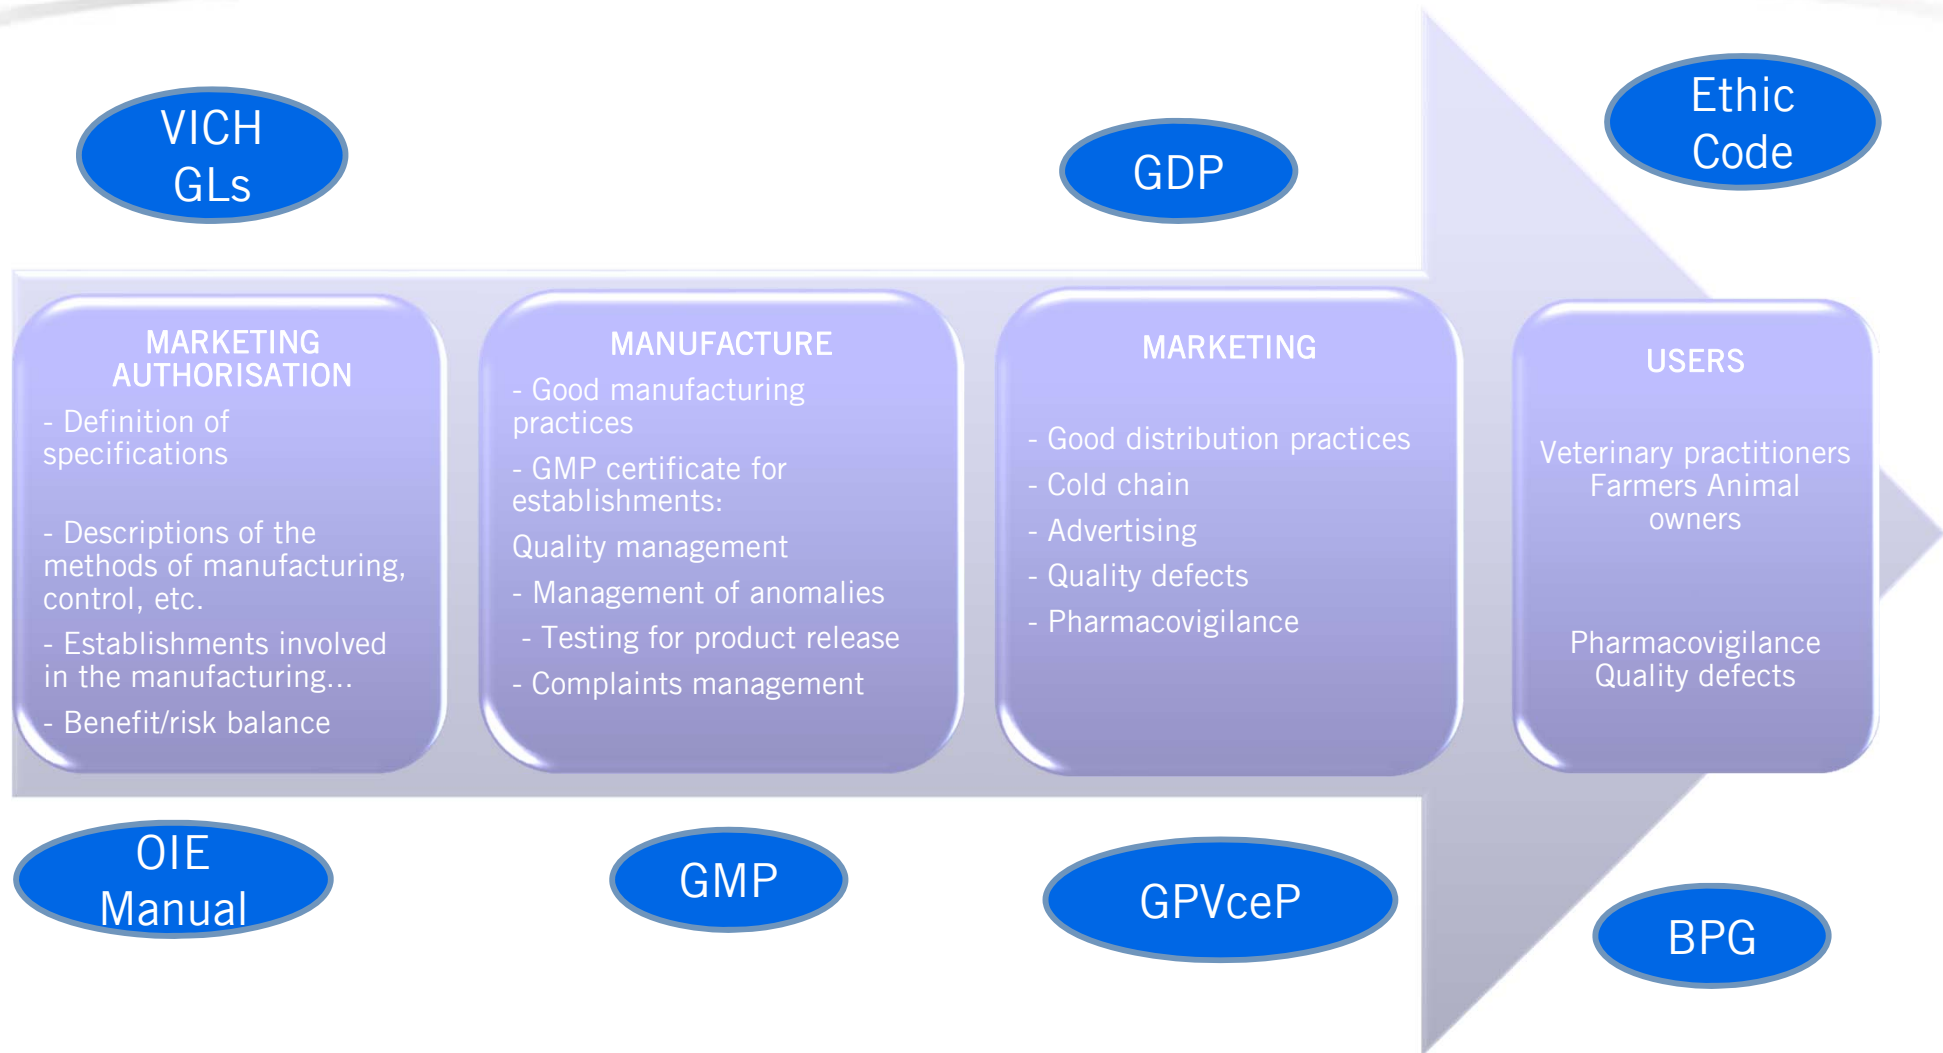 VICH
GLs
GDP
Ethic
Code
MARKETING
AUTHORISATION
- Definition of
specifications
- Descriptions of the
methods of manufacturing,
control, etc.
- Establishments involved
in the manufacturing...
- Benefit/risk balance
MANUFACTURE
- Good manufacturing
practices
- GMP certificate for
establishments:
Quality management
- Management of anomalies
- Testing for product release
- Complaints management
MARKETING
- Good distribution practices
- Cold chain
- Advertising
- Quality defects
- Pharmacovigilance
USERS
Veterinary practitioners
Farmers Animal
owners
Pharmacovigilance
Quality defects
OIE
Manual
GMP
GPVceP
BPG